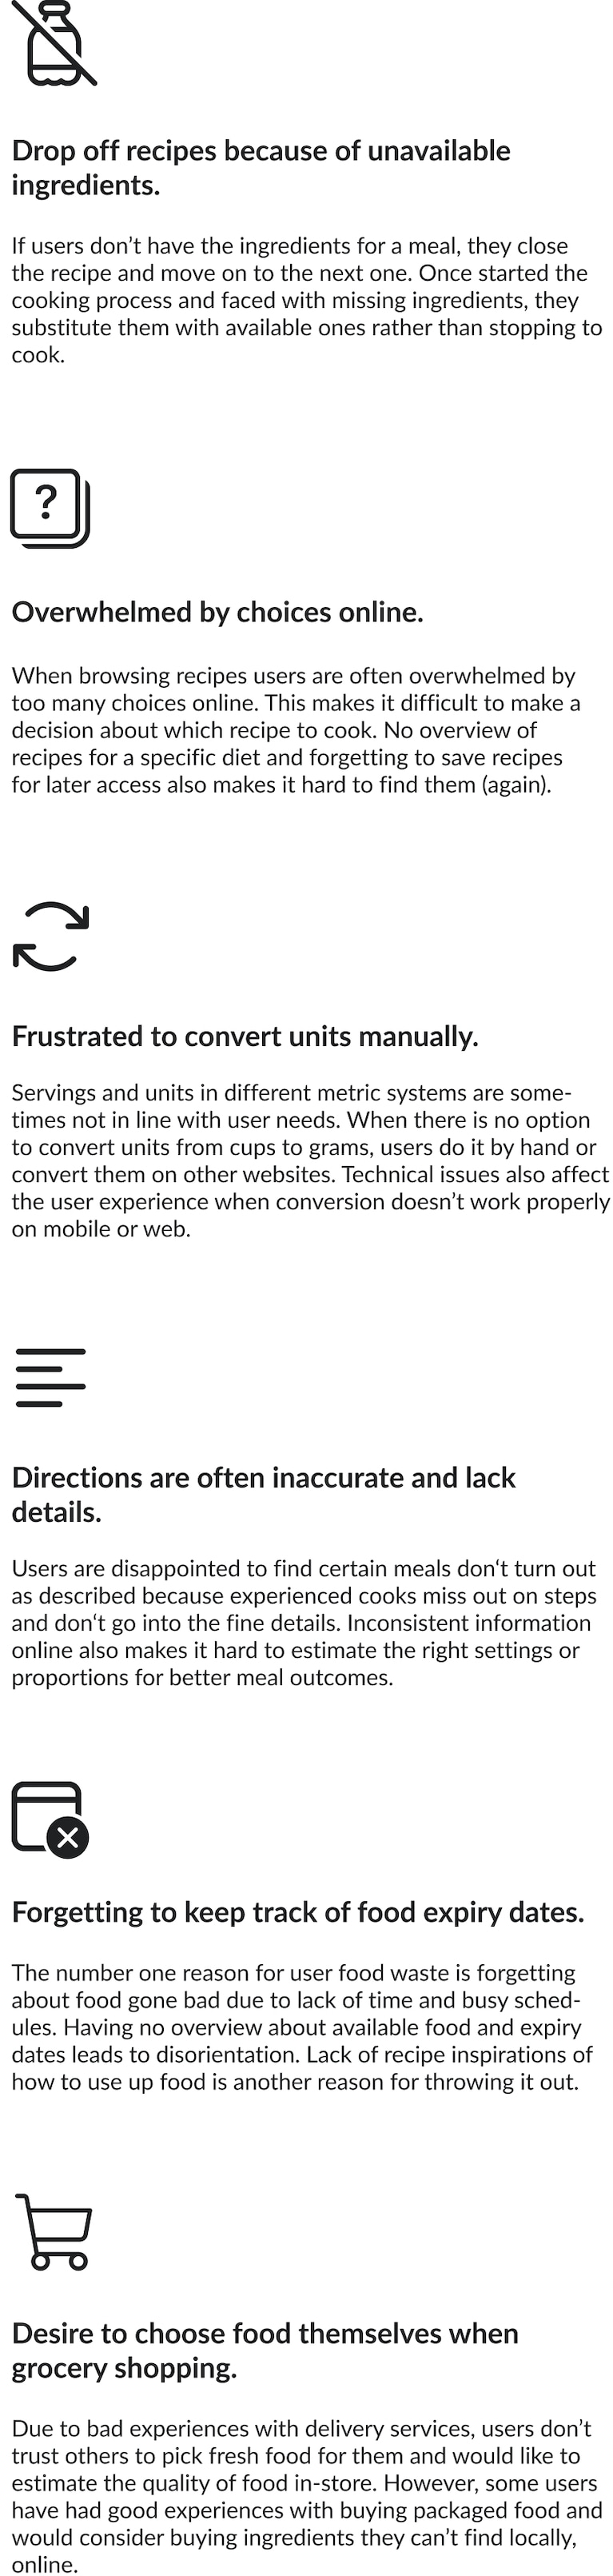 Drop off recipes because of unavailable
ingredients.
If users don’t have the ingredients for a meal, they close
the recipe and move on to the next one. Once started the
cooking process and faced with missing ingredients, they
substitute them with available ones rather than stopping to
cook.
?
Overwhelmed by choices online.
When browsing recipes users are often overwhelmed by
too many choices online. This makes it difficult to make a
decision about which recipe to cook. No overview of
recipes for a specific diet and forgetting to save recipes
for later access also makes it hard to find them (again).
Frustrated to convert units manually.
Servings and units in different metric systems are some-
times not in line with user needs. When there is no option
to convert units from cups to grams, users do it by hand or
convert them on other websites. Technical issues also affect
the user experience when conversion doesn’t work properly
on mobile or web.
Directions are often inaccurate and lack
details.
Users are disappointed to find certain meals don‘t turn out
as described because experienced cooks miss out on steps
and don‘t go into the fine details. Inconsistent information
online also makes it hard to estimate the right settings or
proportions for better meal outcomes.
Forgetting to keep track of food expiry dates.
The number one reason for user food waste is forgetting
about food gone bad due to lack of time and busy sched-
ules. Having no overview about available food and expiry
dates leads to disorientation. Lack of recipe inspirations of
how to use up food is another reason for throwing it out.
Desire to choose food themselves when
grocery shopping.
Due to bad experiences with delivery services, users don’t
trust others to pick fresh food for them and would like to
estimate the quality of food in-store. However, some users
have had good experiences with buying packaged food and
would consider buying ingredients they can’t find locally,
online.